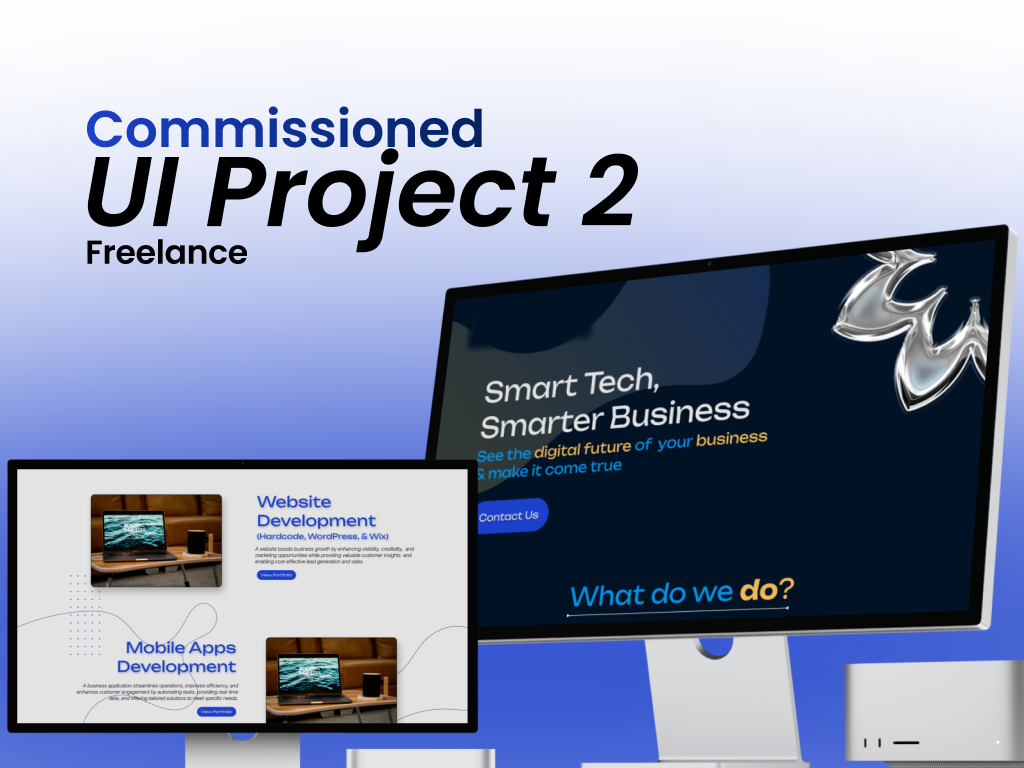 Commissioned
UI Project 2
Freelance
Smart Tech,
Smarter Business
See the digital future of your business
& make it come true
Contact Us
What do we do?
Website
Development
(Hardcode, WordPress, & Wix)
A website boosts business growth by enhancing visibility, credibility, and
marketing opportunities while providing valuable customer insights and
enabling cost-effective lead generation and sales.
View Portfolio
Mobile Apps
Development
A business application streamlines operations, improves efficiency, and
enhances customer engagement by automating tasks, providing real-time
data, and offering tailored solutions to meet specific needs.
View Portfolio